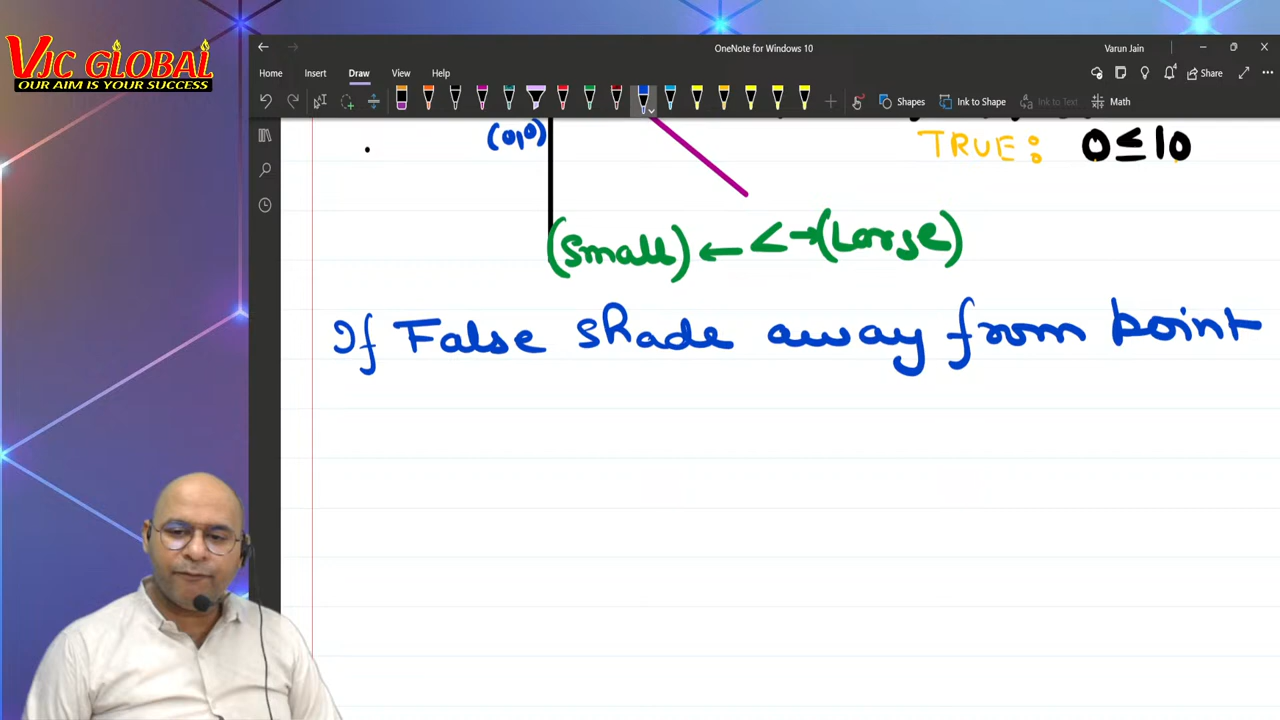 VJC GLOBAL
OUR AIM IS YOUR SUCCESS
OneNote for Windows 10
Varun Jain
Home Insert Draw View Help
Share
Shapes Ink to Shape Ink to Text Math
(0,0)
TRUE: 0≤10
(Small) ← < → (Large)
If False shade away from point